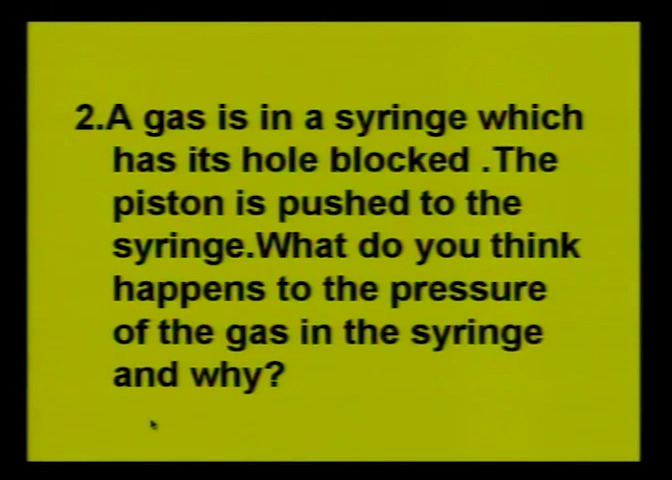 2.A gas is in a syringe which
has its hole blocked .The
piston is pushed to the
syringe.What do you think
happens to the pressure
of the gas in the syringe
and why?